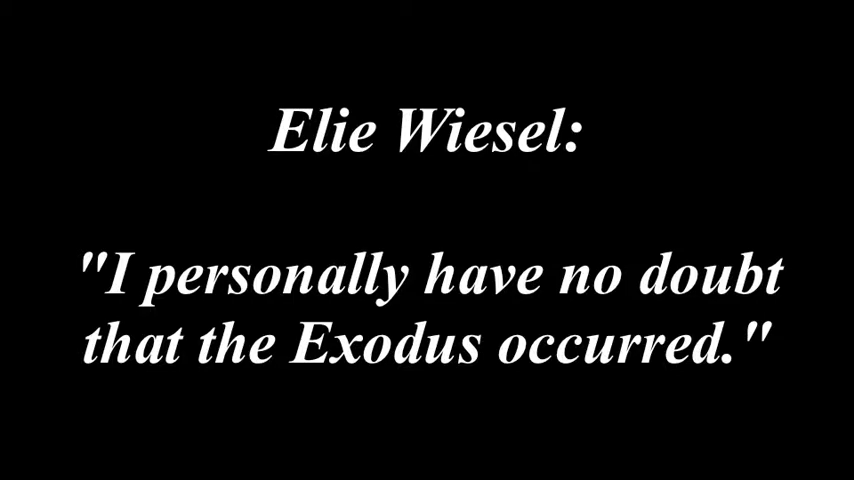 Elie Wiesel:
"I personally have no doubt
that the Exodus occurred."